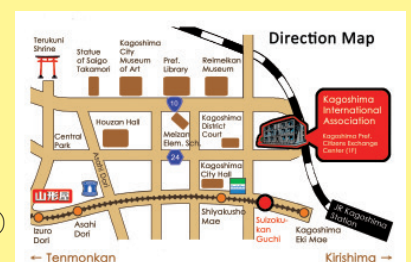 Direction Map
Terukuni
Shrine
Statue
of Saigo
Takamori
Kagoshima
City
Museum
of Art
Pref.
Library
Reimeikan
Museum
10
Kagoshima
International
Association
Kagoshima Pref.
Citizens Exchange
Center (1F)
Houzan Hall
Meizan
Elem. Sch.
Kagoshima
District
Court
Central
Park
Asahi Dori
24
Kagoshima
City Hall
山形屋
Izuro
Dori
Asahi
Dori
Shiyakusho
Mae
Suizoku-
kan
Guchi
Kagoshima
Eki Mae
JR Kagoshima
Station
← Tenmonkan
Kirishima →